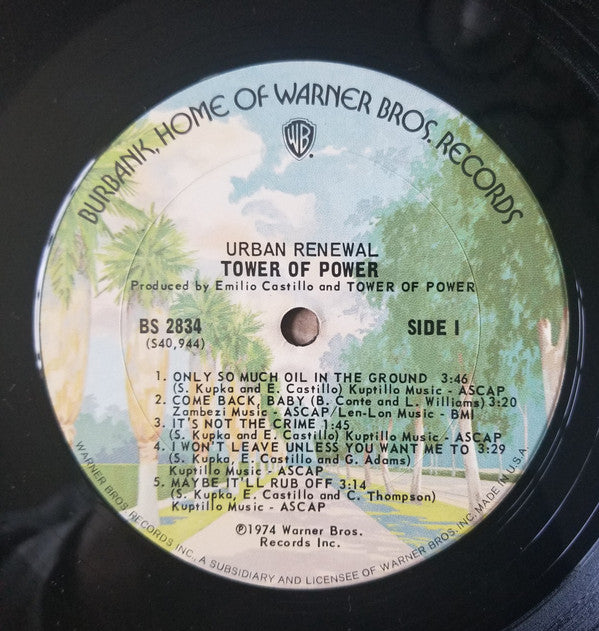 BURBANK, HOME OF WARNER BROS. RECORDS
WB
URBAN RENEWAL
TOWER OF POWER
Produced by Emilio Castillo and TOWER OF POWER
BS 2834
(S40,944)
SIDE I
1. ONLY SO MUCH OIL IN THE GROUND 3:46
(S. Kupka and E. Castillo) Kuptillo Music - ASCAP
2. COME BACK, BABY (B. Conte and L. Williams) 3:20
Zambezi Music - ASCAP/Len-Lon Music - BMI
3. IT'S NOT THE CRIME 1:45
(S. Kupka and E. Castillo) Kuptillo Music - ASCAP
4. I WON'T LEAVE UNLESS YOU WANT ME TO 3:29
(S. Kupka, E. Castillo and G. Adams)
Kuptillo Music - ASCAP
5. MAYBE IT'LL RUB OFF 3:14
(S. Kupka, E. Castillo and C. Thompson)
Kuptillo Music - ASCAP
℗1974 Warner Bros.
Records Inc.
WARNER BROS. RECORDS INC., A SUBSIDIARY AND LICENSEE OF WARNER BROS. INC. MADE IN U.S.A.